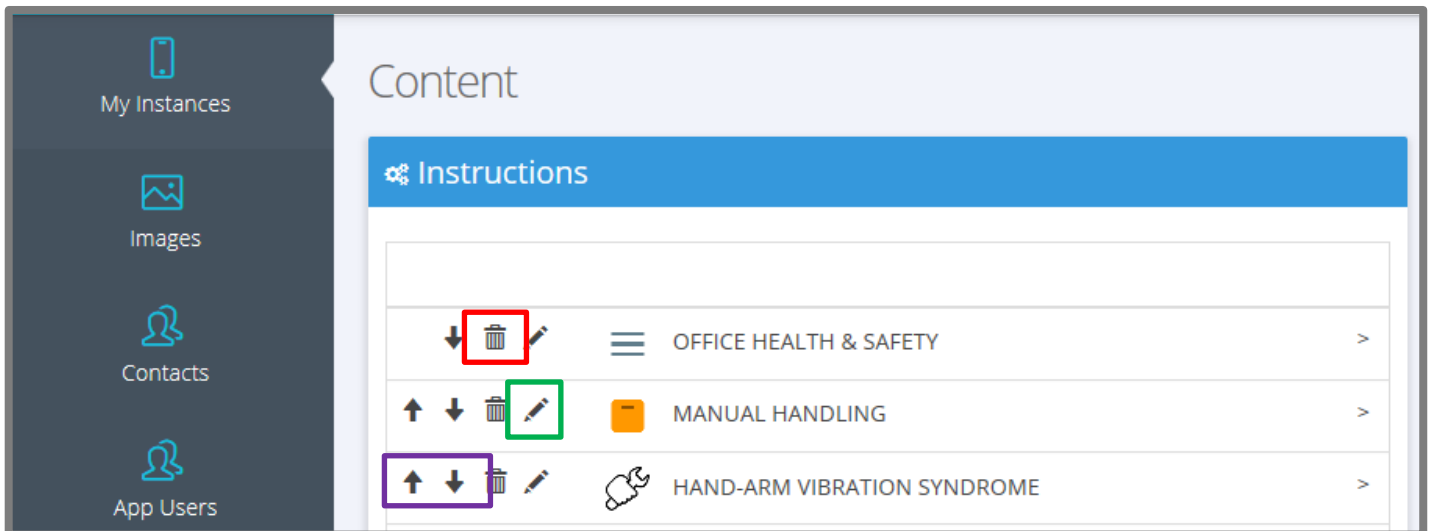 My Instances
Images
Contacts
App Users
Content
Instructions
OFFICE HEALTH & SAFETY >
MANUAL HANDLING >
HAND-ARM VIBRATION SYNDROME >